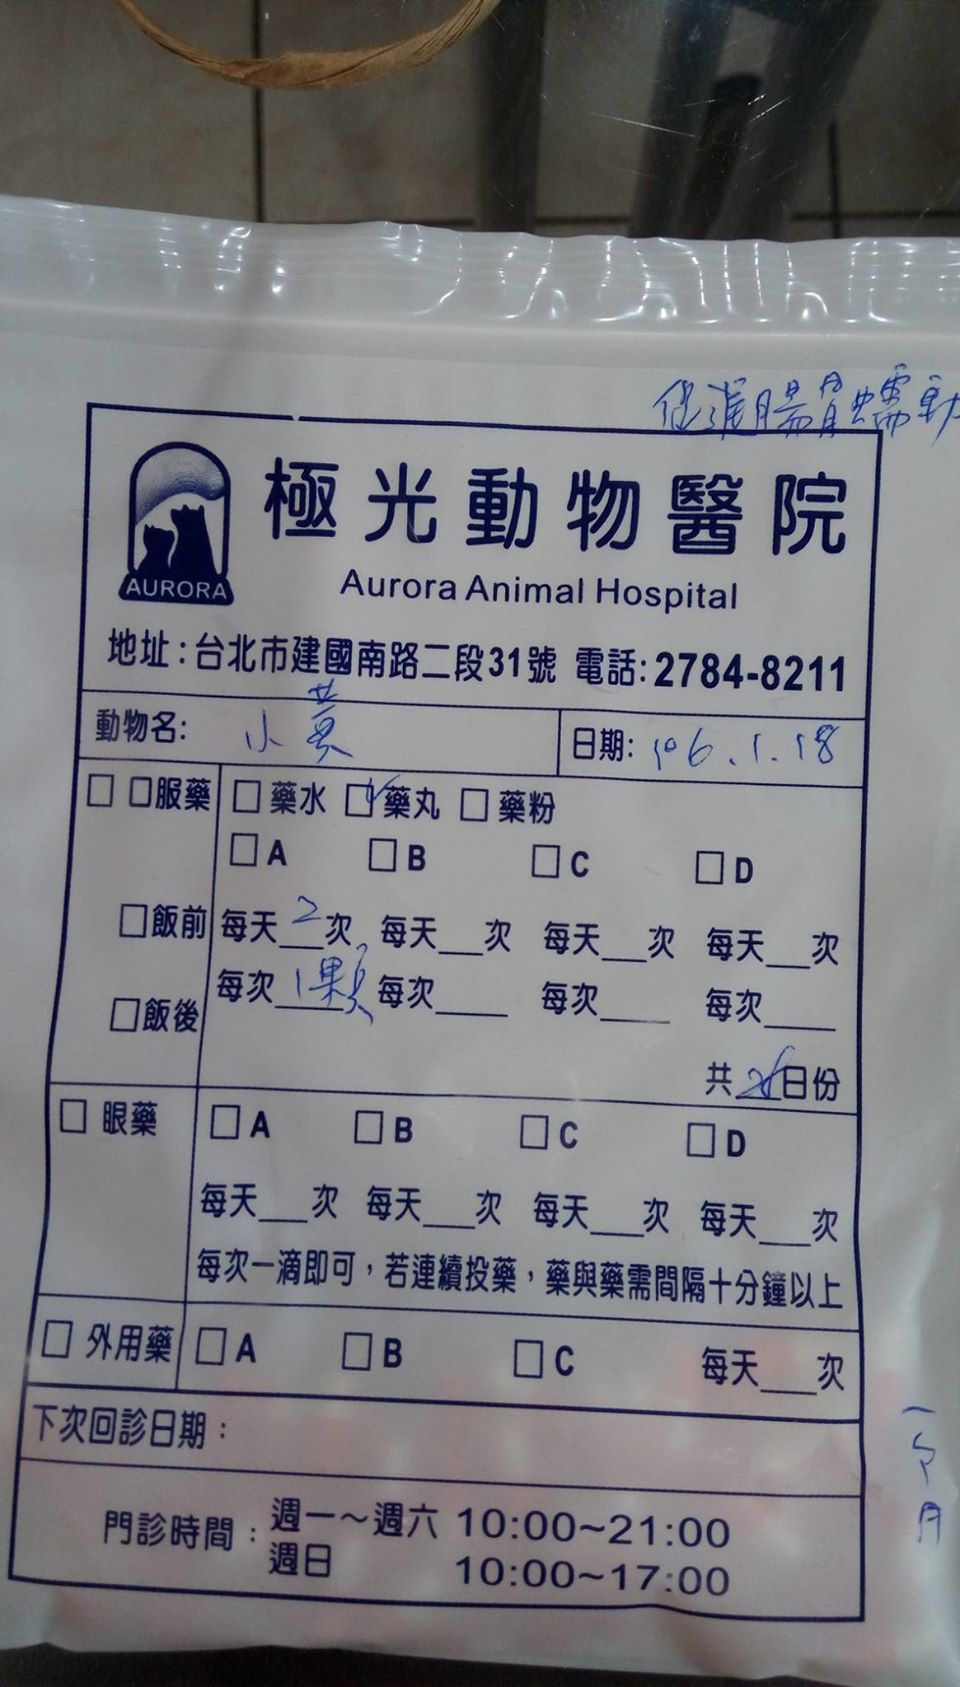 促進腸胃蠕動
極光動物醫院
AURORA
Aurora Animal Hospital
地址:台北市建國南路二段31號 電話:2784-8211
動物名: 小黃 日期: 106.1.18
□ 口服藥 □ 藥水 □ 藥丸 □ 藥粉
□ A □ B □ C □ D
□飯前 每天2次 每天__次 每天__次 每天__次
每次1顆 每次___ 每次___ 每次___
□飯後
共 日份
□ 眼藥 □ A □ B □ C □ D
每天__次 每天__次 每天__次 每天__次
每次一滴即可,若連續投藥,藥與藥需間隔十分鐘以上
□ 外用藥 □ A □ B □ C 每天__次
下次回診日期:
一個月
門診時間: 週一~週六 10:00~21:00
週日 10:00~17:00